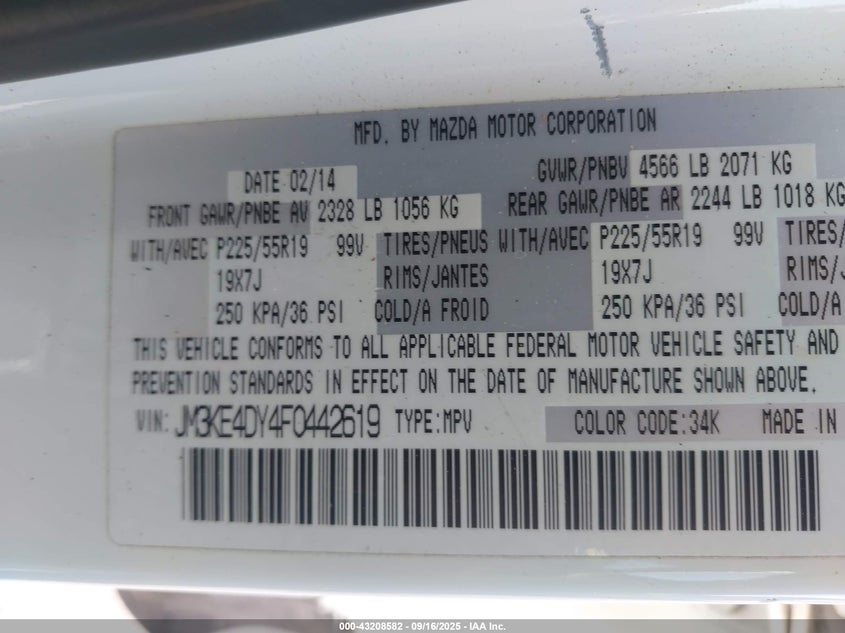 MFD. BY MAZDA MOTOR CORPORATION
DATE 02/14 GVWR/PNBV 4566 LB 2071 KG
FRONT GAWR/PNBE AV 2328 LB 1056 KG REAR GAWR/PNBE AR 2244 LB 1018 KG
WITH/AVEC P225/55R19 99V TIRES/PNEUS WITH/AVEC P225/55R19 99V TIRES/
19X7J RIMS/JANTES 19X7J RIMS/J
250 KPA/36 PSI COLD/A FROID 250 KPA/36 PSI COLD/A
THIS VEHICLE CONFORMS TO ALL APPLICABLE FEDERAL MOTOR VEHICLE SAFETY AND
PREVENTION STANDARDS IN EFFECT ON THE DATE OF MANUFACTURE SHOWN ABOVE.
VIN: JM3KE4DY4F0442619 TYPE:MPV COLOR CODE:34K MADE IN
000-43208582 - 09/16/2025 - IAA Inc.